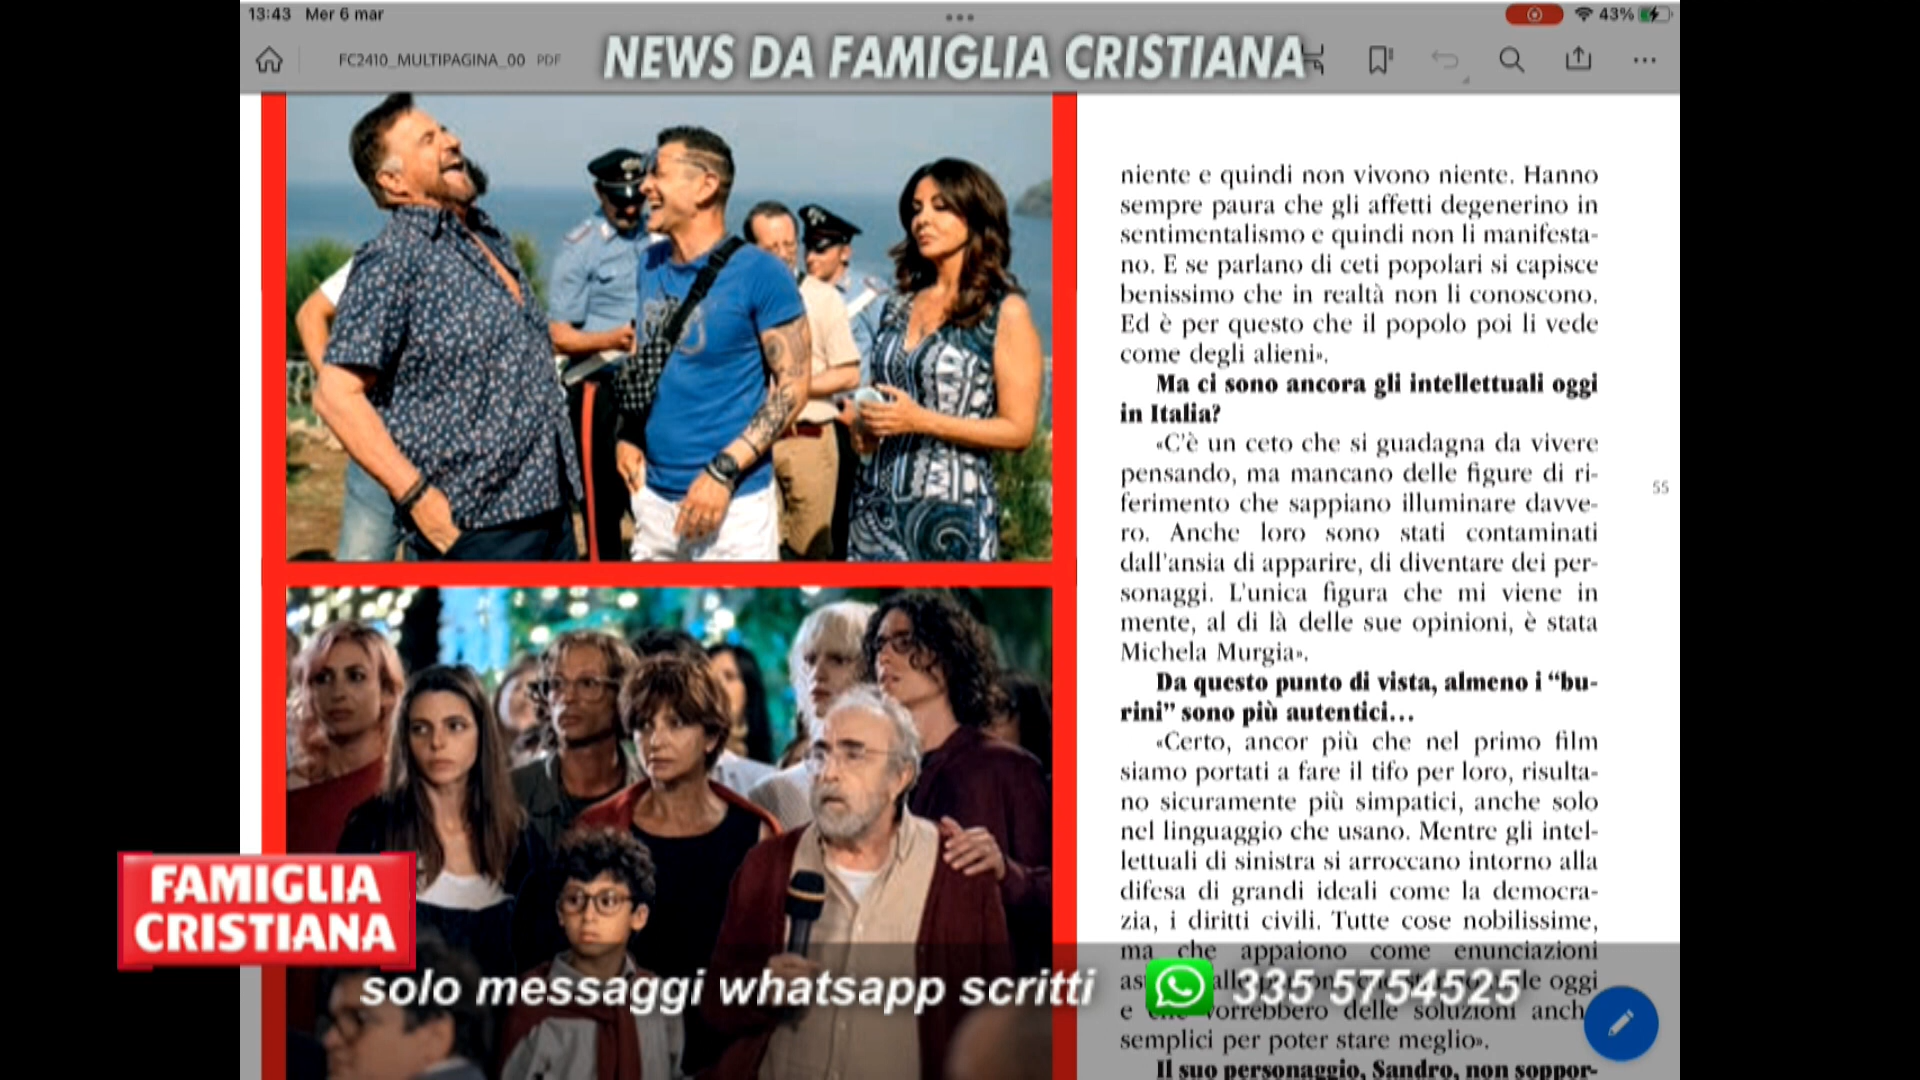 13:43 Mer 6 mar
43%
FC2410_MULTIPAGINA_00 PDF
NEWS DA FAMIGLIA CRISTIANA
niente e quindi non vivono niente. Hanno
sempre paura che gli affetti degenerino in
sentimentalismo e quindi non li manifesta-
no. E se parlano di ceti popolari si capisce
benissimo che in realtà non li conoscono.
Ed è per questo che il popolo poi li vede
come degli alieni».
Ma ci sono ancora gli intellettuali oggi
in Italia?
«C'è un ceto che si guadagna da vivere
pensando, ma mancano delle figure di ri-
ferimento che sappiano illuminare davve-
ro. Anche loro sono stati contaminati
dall'ansia di apparire, di diventare dei per-
sonaggi. L'unica figura che mi viene in
mente, al di là delle sue opinioni, è stata
Michela Murgia».
Da questo punto di vista, almeno i “bu-
rini” sono più autentici...
«Certo, ancor più che nel primo film
siamo portati a fare il tifo per loro, risulta-
no sicuramente più simpatici, anche solo
nel linguaggio che usano. Mentre gli intel-
lettuali di sinistra si arroccano intorno alla
difesa di grandi ideali come la democra-
zia, i diritti civili. Tutte cose nobilissime,
ma che appaiono come enunciazioni
oggi
e vorrebbero delle soluzioni
semplici per poter stare meglio».
Il suo personaggio, Sandro, non soppor-
55
FAMIGLIA
CRISTIANA
solo messaggi whatsapp scritti 335 5754525